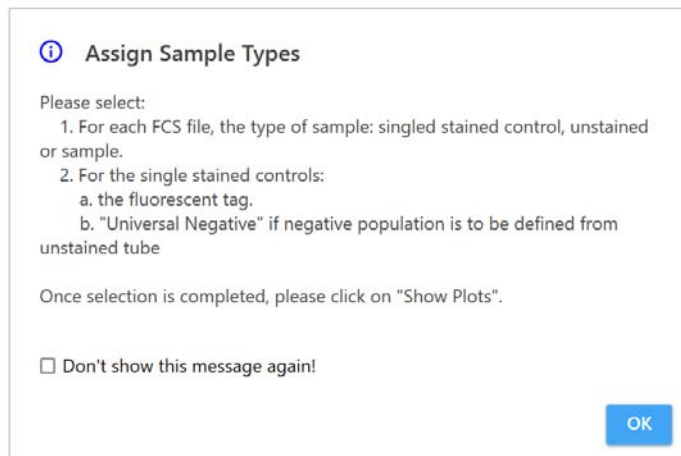 Assign Sample Types
Please select:
1. For each FCS file, the type of sample: singled stained control, unstained
or sample.
2. For the single stained controls:
a. the fluorescent tag.
b. "Universal Negative" if negative population is to be defined from
unstained tube
Once selection is completed, please click on "Show Plots".
Don't show this message again!
OK